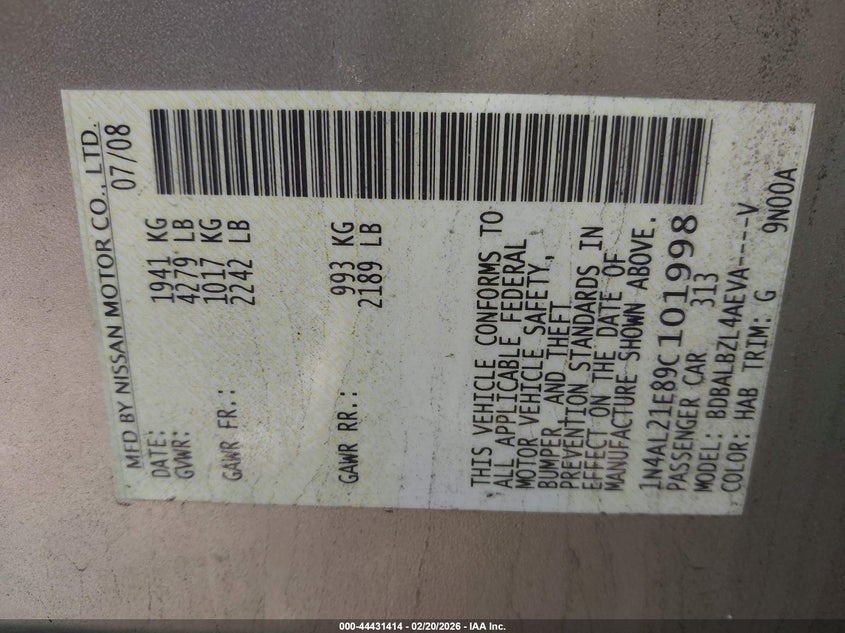 MFD BY NISSAN MOTOR CO., LTD.
DATE: 07/08
GVWR: 1941 KG
4279 LB
GAWR FR.: 1017 KG
2242 LB
GAWR RR.: 993 KG
2189 LB
THIS VEHICLE CONFORMS TO
ALL APPLICABLE FEDERAL
MOTOR VEHICLE SAFETY,
BUMPER, AND THEFT
PREVENTION STANDARDS IN
EFFECT ON THE DATE OF
MANUFACTURE SHOWN ABOVE.
1N4AL21E89C101998
PASSENGER CAR 313
MODEL: BDBALBZL4AEVA----V
COLOR: HAB TRIM: G 9N00A
000-44431414 - 02/20/2026 - IAA Inc.